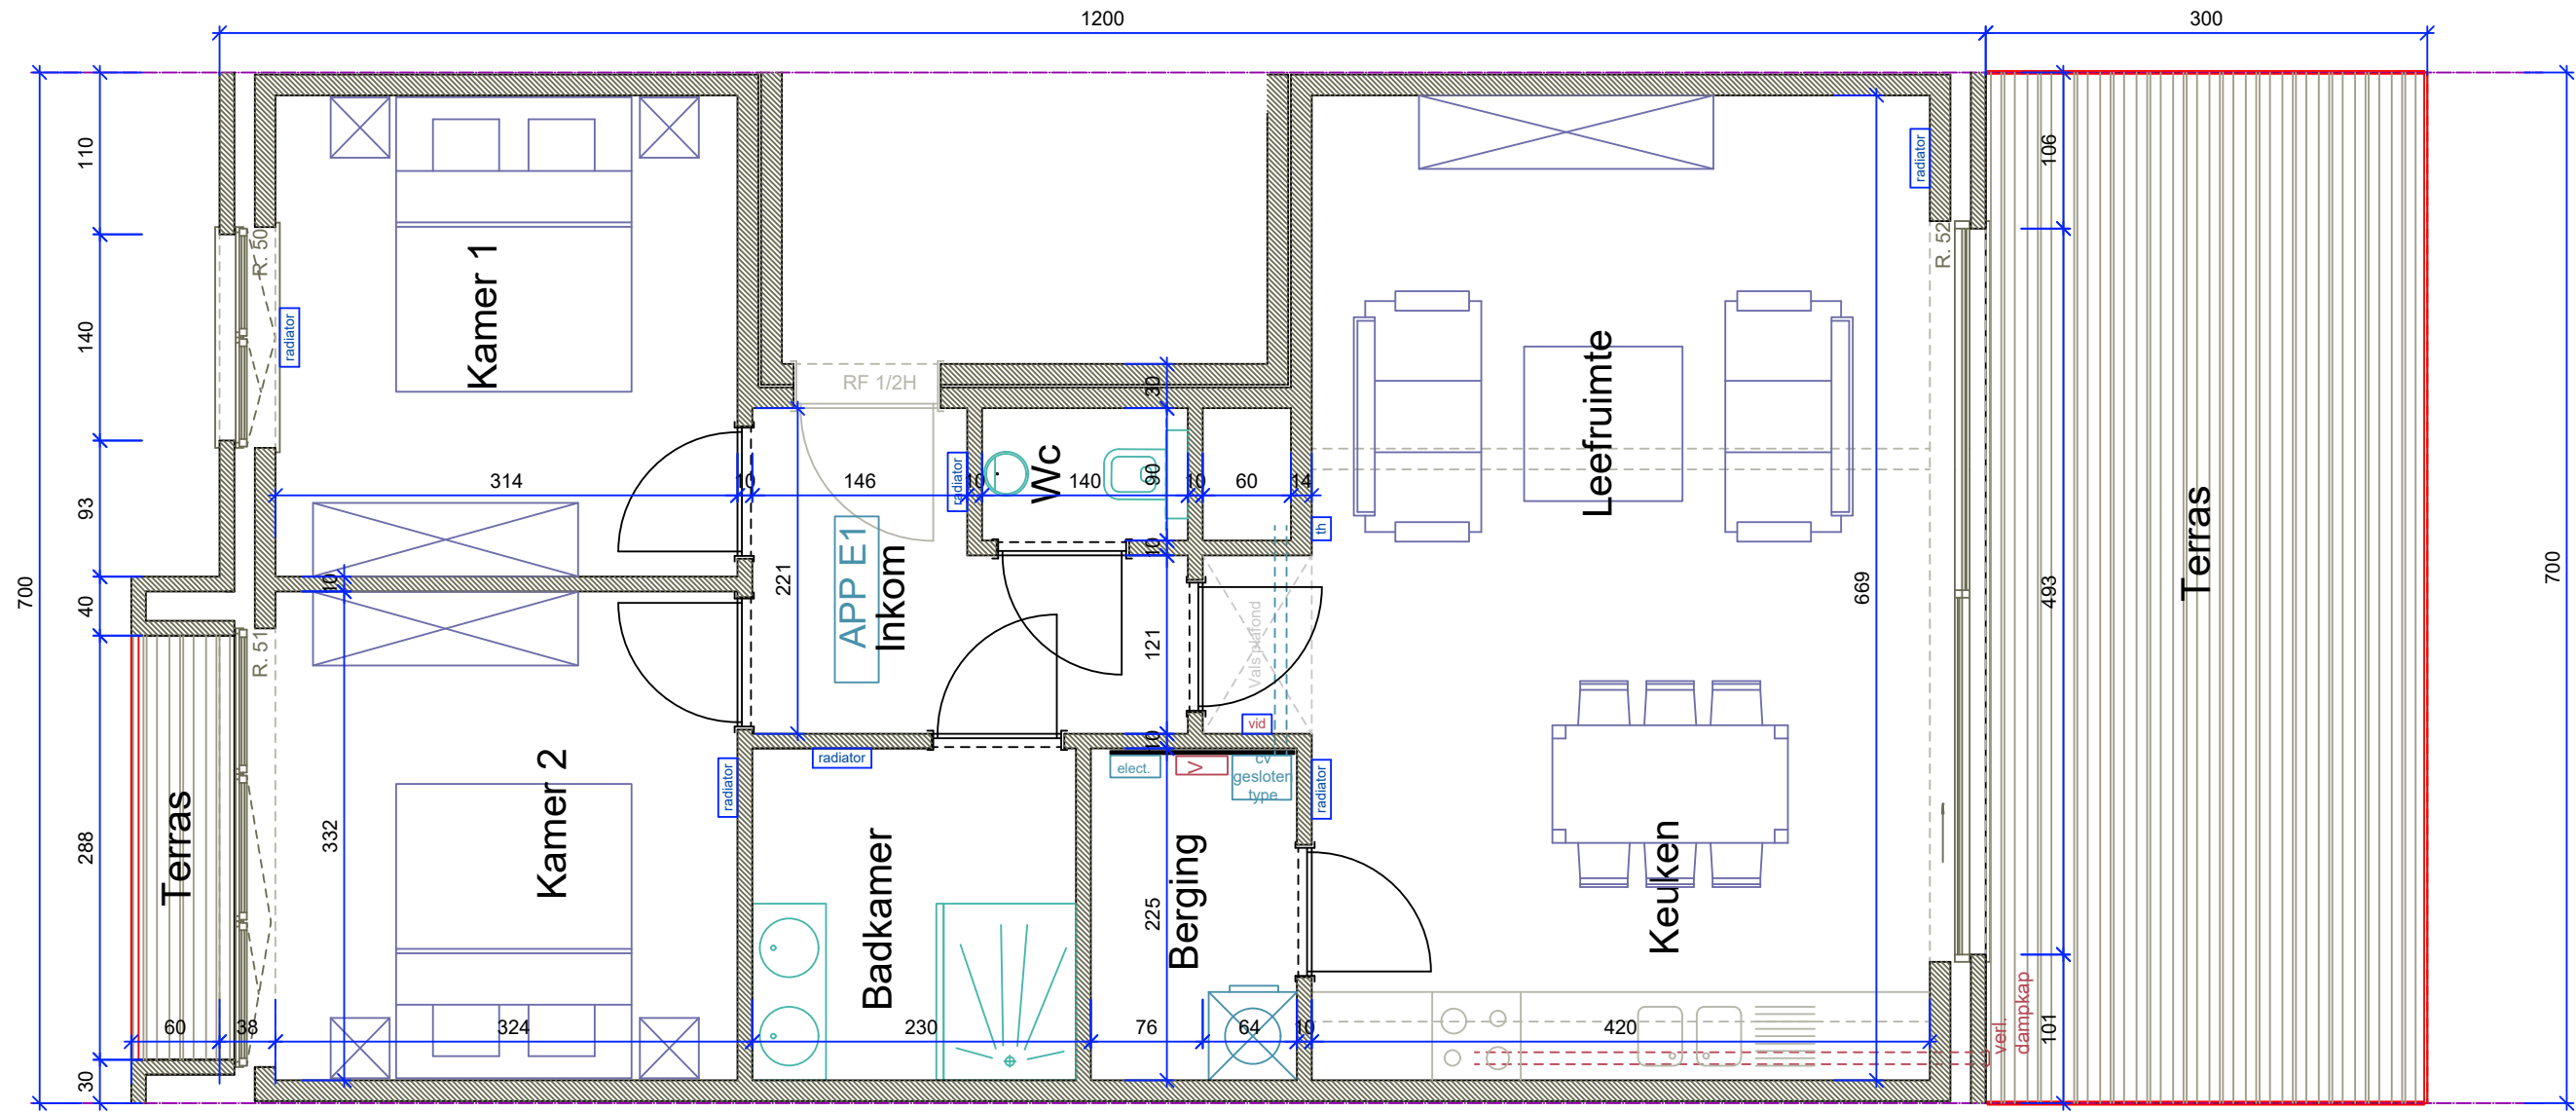 1200
300
110
140
93
40
288
30
700
R. 50
radiator
Kamer 1
314
10
146
10
140
10
60
14
RF 1/2H
30
radiator
Wc
90
10
221
APP E1
Inkom
121
10
Vals plafond
vid
th
Leefruimte
radiator
R. 52
669
106
493
101
Terras
700
10
R. 51
332
Kamer 2
radiator
radiator
Terras
60
38
324
230
76
64
10
420
Badkamer
elect.
V
cv
gesloten
type
225
Berging
radiator
Keuken
verl.
dampkap